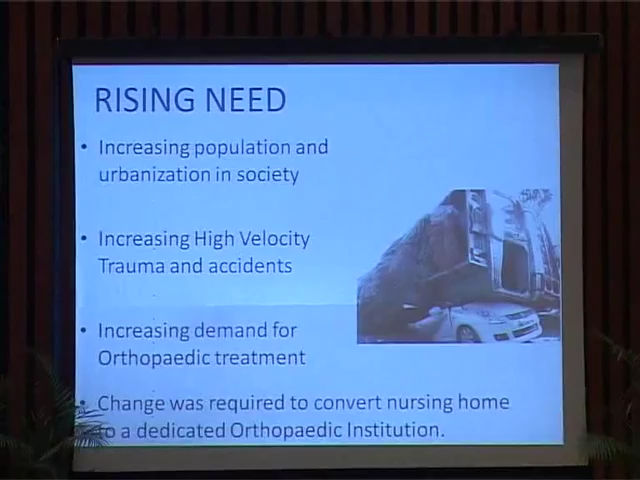 RISING NEED
• Increasing population and
urbanization in society
• Increasing High Velocity
Trauma and accidents
• Increasing demand for
Orthopaedic treatment
• Change was required to convert nursing home
to a dedicated Orthopaedic Institution.